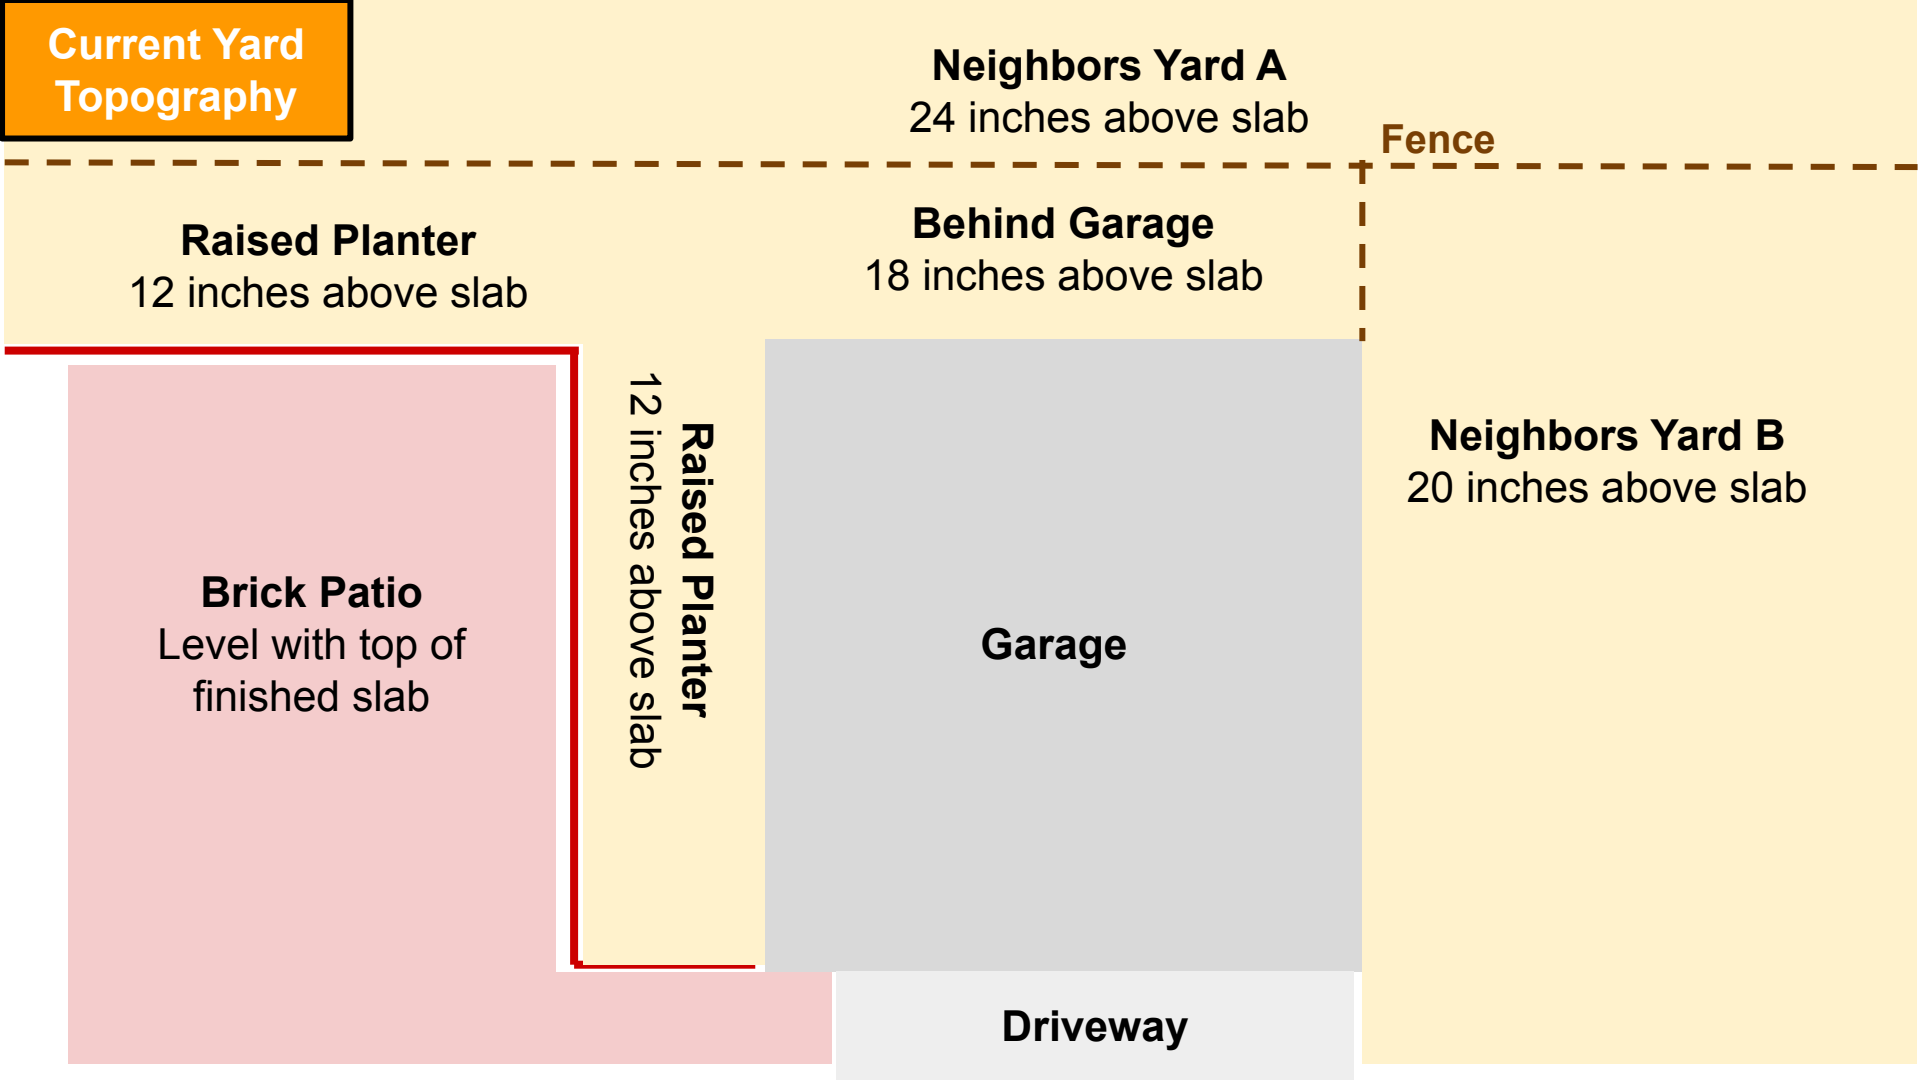 Current Yard
Topography
Neighbors Yard A
24 inches above slab
Fence
Raised Planter
12 inches above slab
Behind Garage
18 inches above slab
Raised Planter
12 inches above slab
Neighbors Yard B
20 inches above slab
Brick Patio
Level with top of
finished slab
Garage
Driveway